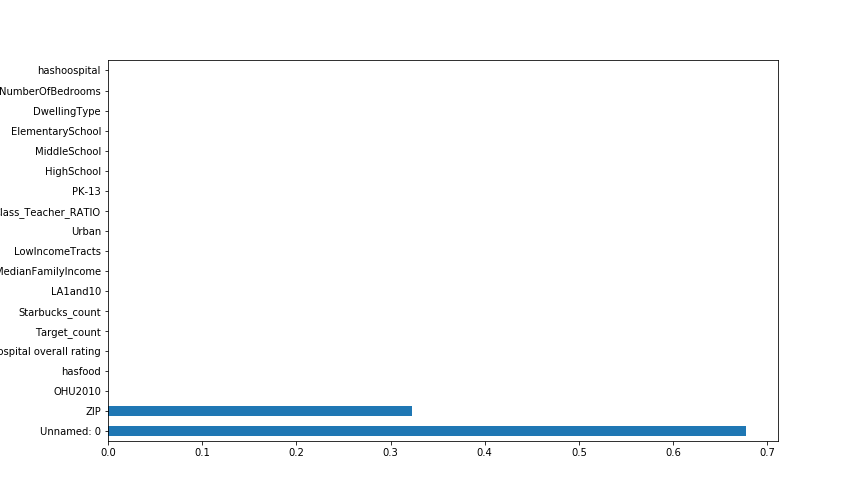 hashoospital
NumberOfBedrooms
DwellingType
ElementarySchool
MiddleSchool
HighSchool
PK-13
lass_Teacher_RATIO
Urban
LowIncomeTracts
MedianFamilyIncome
LA1and10
Starbucks_count
Target_count
ospital overall rating
hasfood
OHU2010
ZIP
Unnamed: 0
0.0 0.1 0.2 0.3 0.4 0.5 0.6 0.7